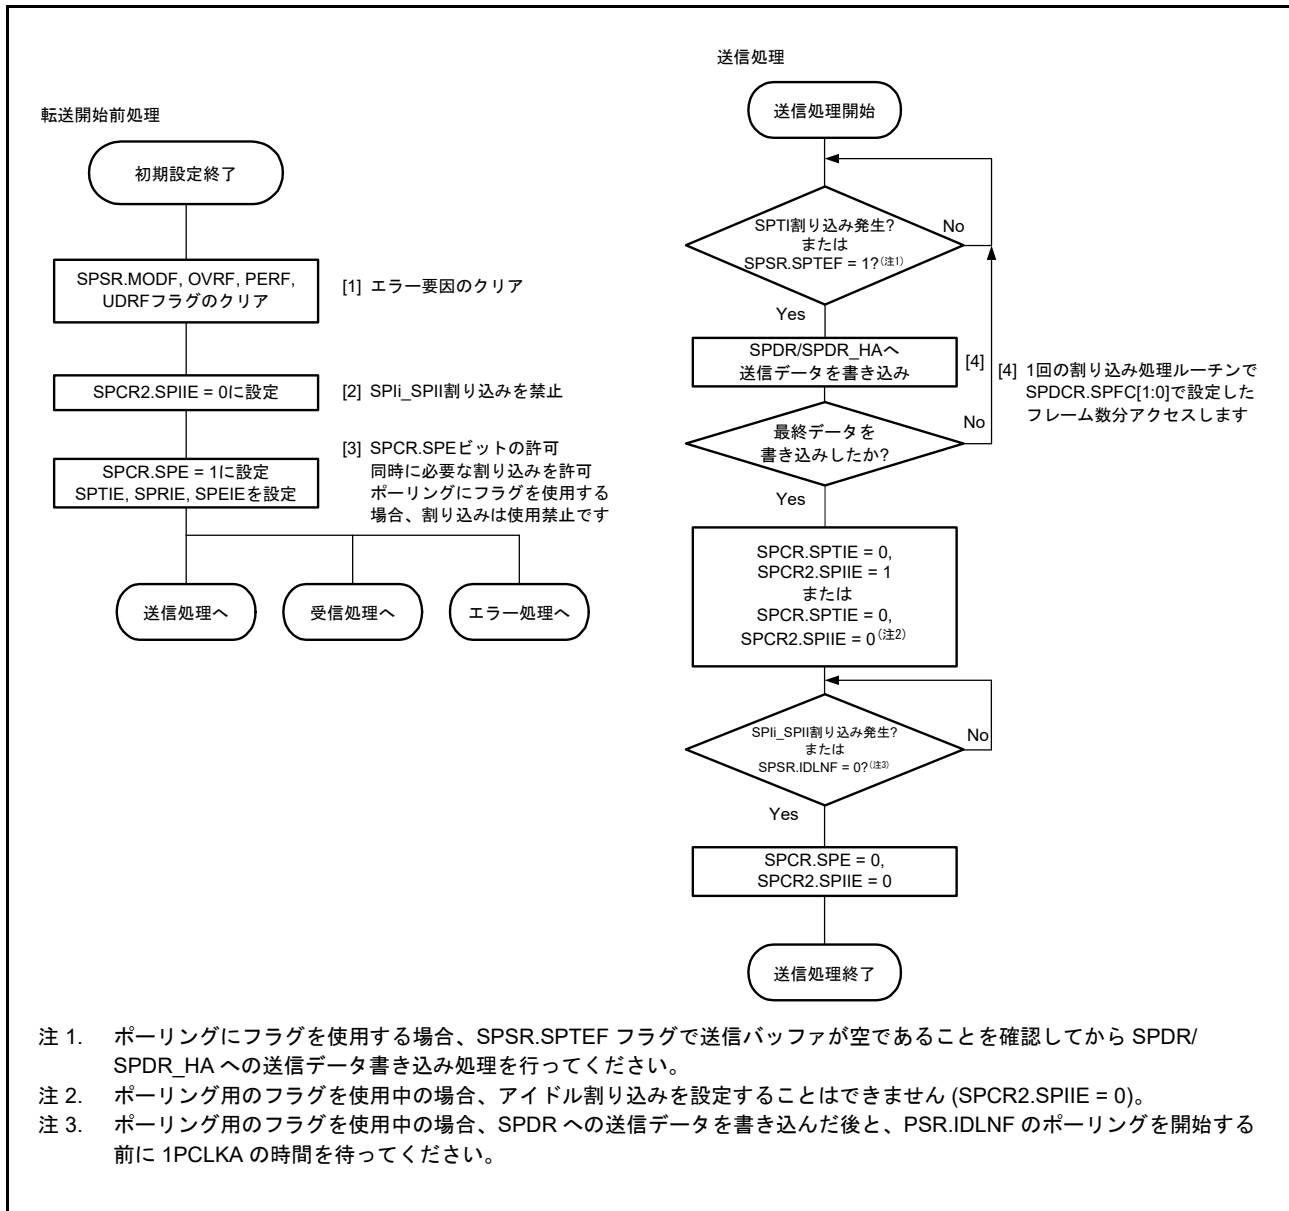 転送開始前処理
初期設定終了
SPSR.MODF, OVRF, PERF,
UDRFフラグのクリア
[1] エラー要因のクリア
SPCR2.SPIIE = 0に設定
[2] SPIi_SPII割り込みを禁止
SPCR.SPE = 1に設定
SPTIE, SPRIE, SPEIEを設定
[3] SPCR.SPEビットの許可
同時に必要な割り込みを許可
ポーリングにフラグを使用する
場合、割り込みは使用禁止です
送信処理へ
受信処理へ
エラー処理へ
送信処理
送信処理開始
SPTI割り込み発生?
または
SPSR.SPTEF = 1?(注1)
No
Yes
SPDR/SPDR_HAへ
送信データを書き込み
[4]
[4] 1回の割り込み処理ルーチンで
SPDCR.SPFC[1:0]で設定した
フレーム数分アクセスします
最終データを
書き込みしたか?
No
Yes
SPCR.SPTIE = 0,
SPCR2.SPIIE = 1
または
SPCR.SPTIE = 0,
SPCR2.SPIIE = 0(注2)
SPIi_SPII割り込み発生?
または
SPSR.IDLNF = 0?(注3)
No
Yes
SPCR.SPE = 0,
SPCR2.SPIIE = 0
送信処理終了
注 1. ポーリングにフラグを使用する場合、SPSR.SPTEF フラグで送信バッファが空であることを確認してから SPDR/
SPDR_HA への送信データ書き込み処理を行ってください。
注 2. ポーリング用のフラグを使用中の場合、アイドル割り込みを設定することはできません (SPCR2.SPIIE = 0)。
注 3. ポーリング用のフラグを使用中の場合、SPDR への送信データを書き込んだ後と、PSR.IDLNF のポーリングを開始する
前に 1PCLKA の時間を待ってください。